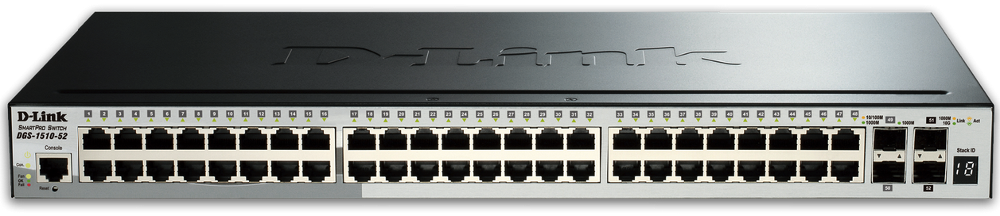 D-Link
D-Link
SMARTPRO SWITCH
DGS-1510-52
Console
Con.
Fan
OK
Fail
Reset
1 2 3 4 5 6 7 8 9 10 11 12 13 14 15 16
17 18 19 20 21 22 23 24 25 26 27 28 29 30 31 32
33 34 35 36 37 38 39 40 41 42 43 44 45 46 47 48
10/100M 49
1000M 1000M
51 1000M Link Act
10G
50
52
Stack ID
18